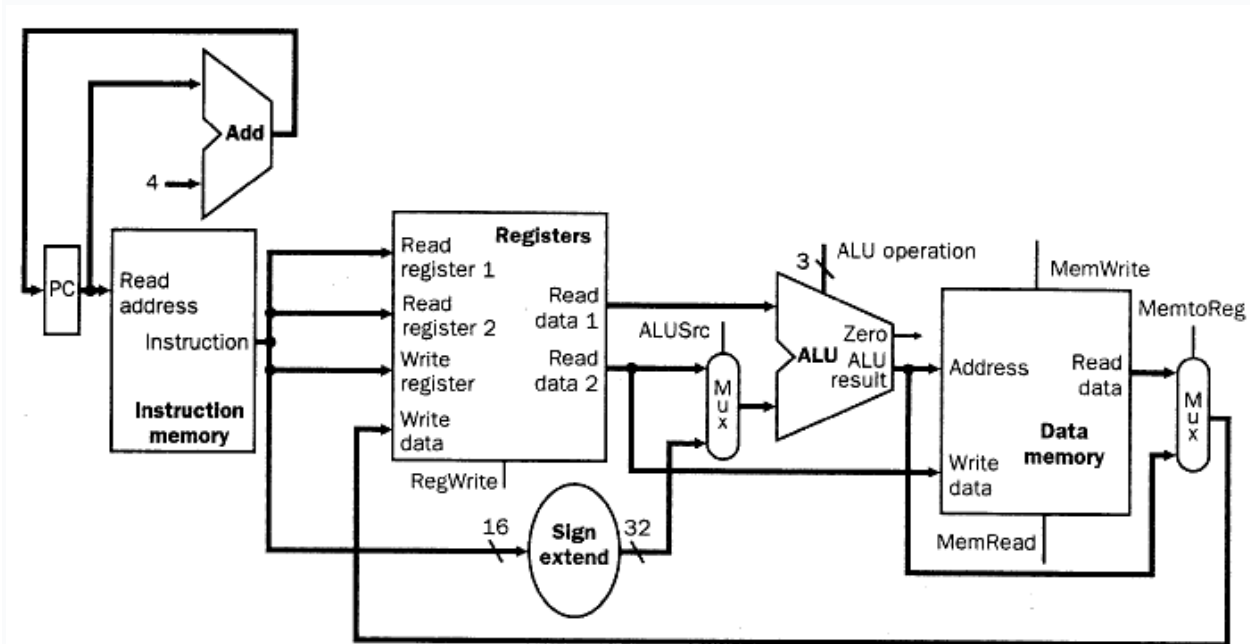 Add
4
PC
Read
address
Instruction
Instruction
memory
Registers
Read
register 1
Read
register 2
Write
register
Write
data
Read
data 1
Read
data 2
RegWrite
16
Sign
extend
32
ALUSrc
Mux
3
ALU operation
Zero
ALU
ALU
result
MemWrite
Address
Read
data
Data
memory
Write
data
MemRead
MemtoReg
Mux